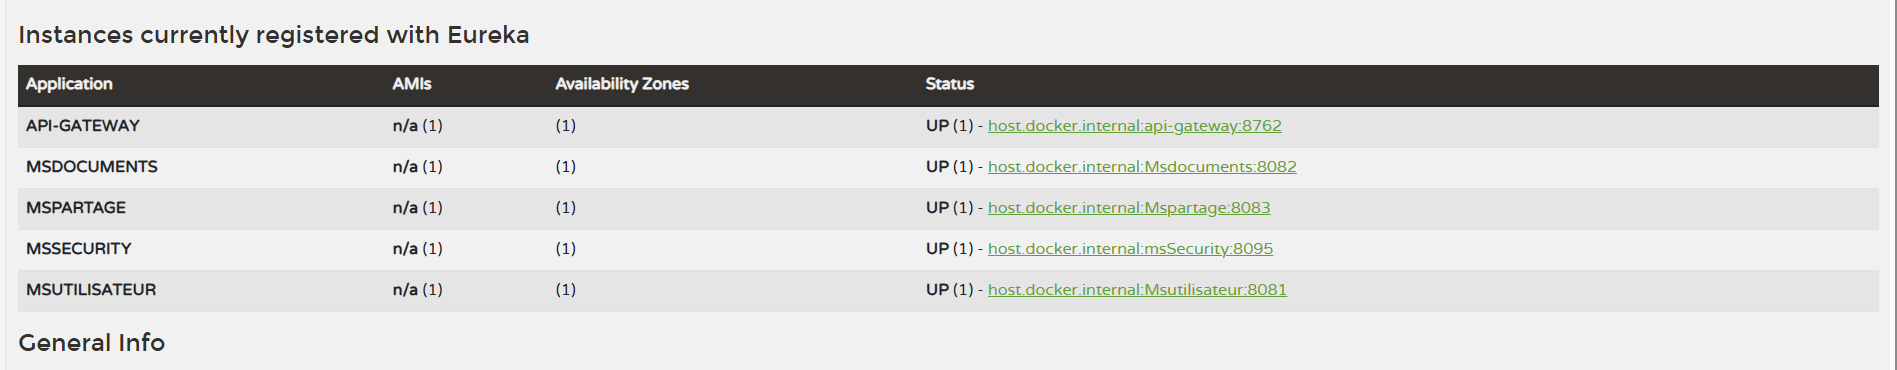 Instances currently registered with Eureka
Application AMIs Availability Zones Status
API-GATEWAY n/a (1) (1) UP (1) - host.docker.internal:api-gateway:8762
MSDOCUMENTS n/a (1) (1) UP (1) - host.docker.internal:Msdocuments:8082
MSPARTAGE n/a (1) (1) UP (1) - host.docker.internal:Mspartage:8083
MSSECURITY n/a (1) (1) UP (1) - host.docker.internal:msSecurity:8095
MSUTILISATEUR n/a (1) (1) UP (1) - host.docker.internal:Msutilisateur:8081
General Info